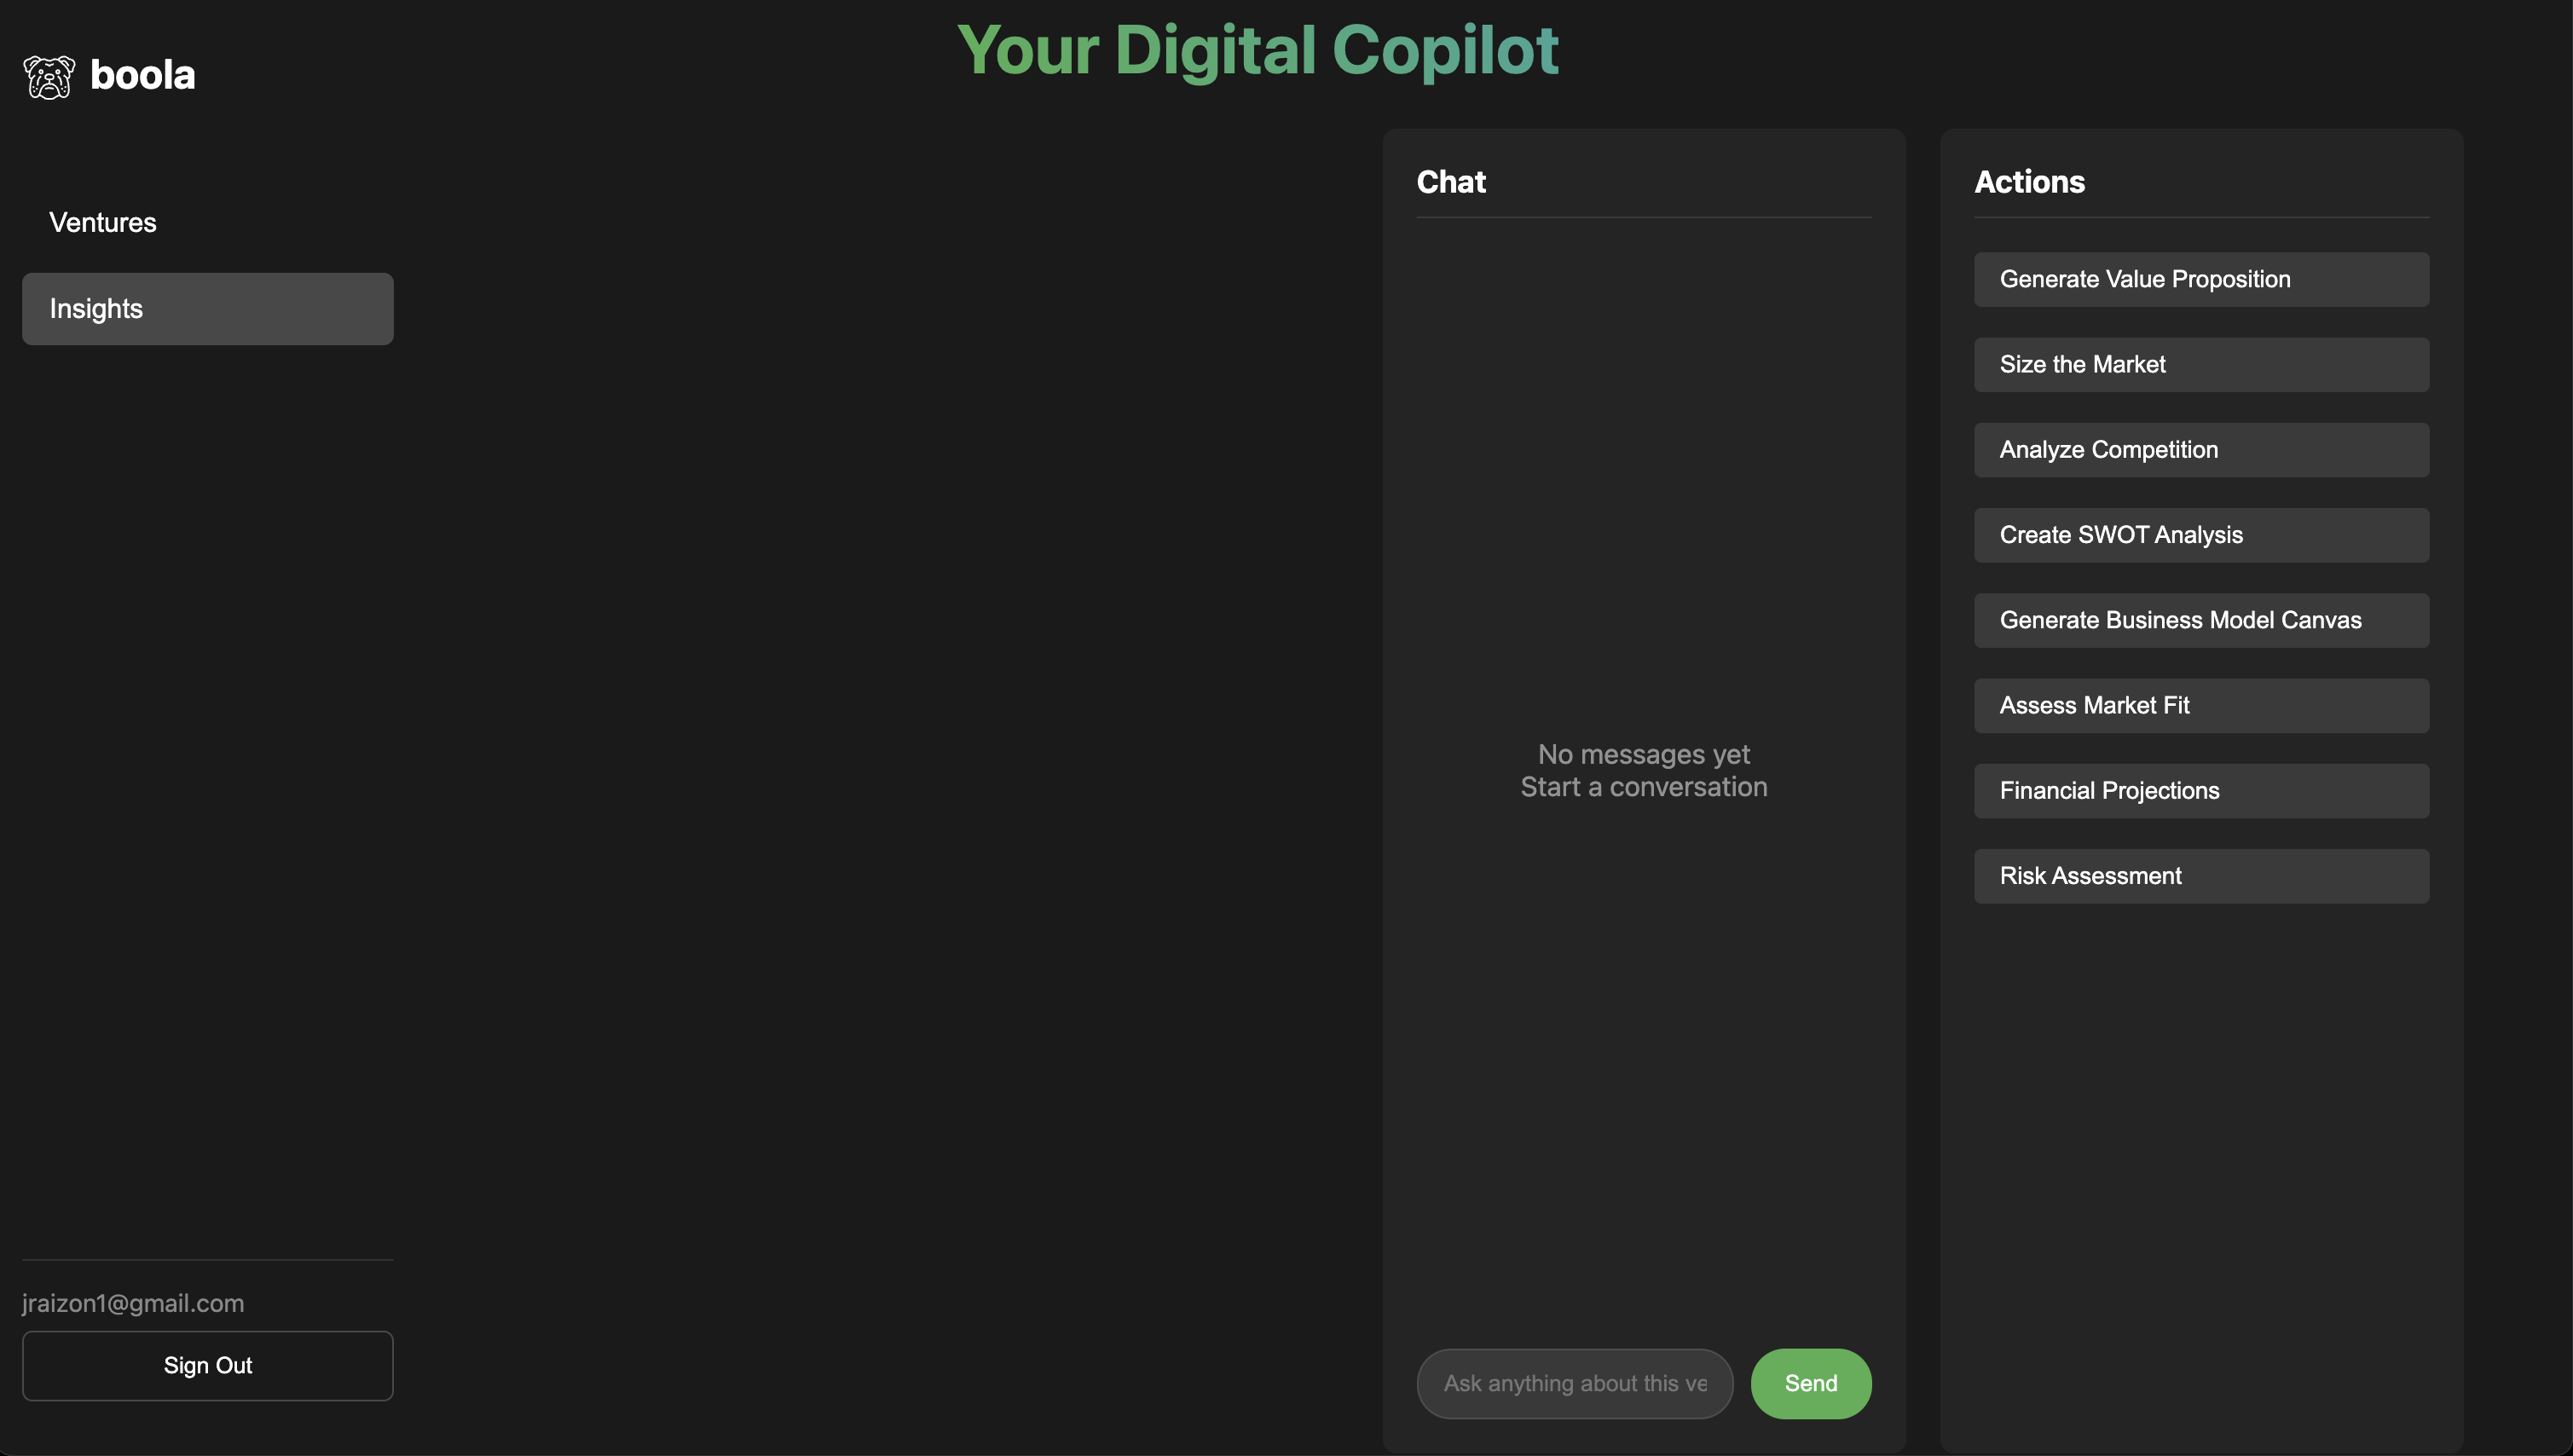 Your Digital Copilot
boola
Ventures
Insights
jraizon1@gmail.com
Sign Out
Chat
No messages yet
Start a conversation
Ask anything about this ve
Send
Actions
Generate Value Proposition
Size the Market
Analyze Competition
Create SWOT Analysis
Generate Business Model Canvas
Assess Market Fit
Financial Projections
Risk Assessment